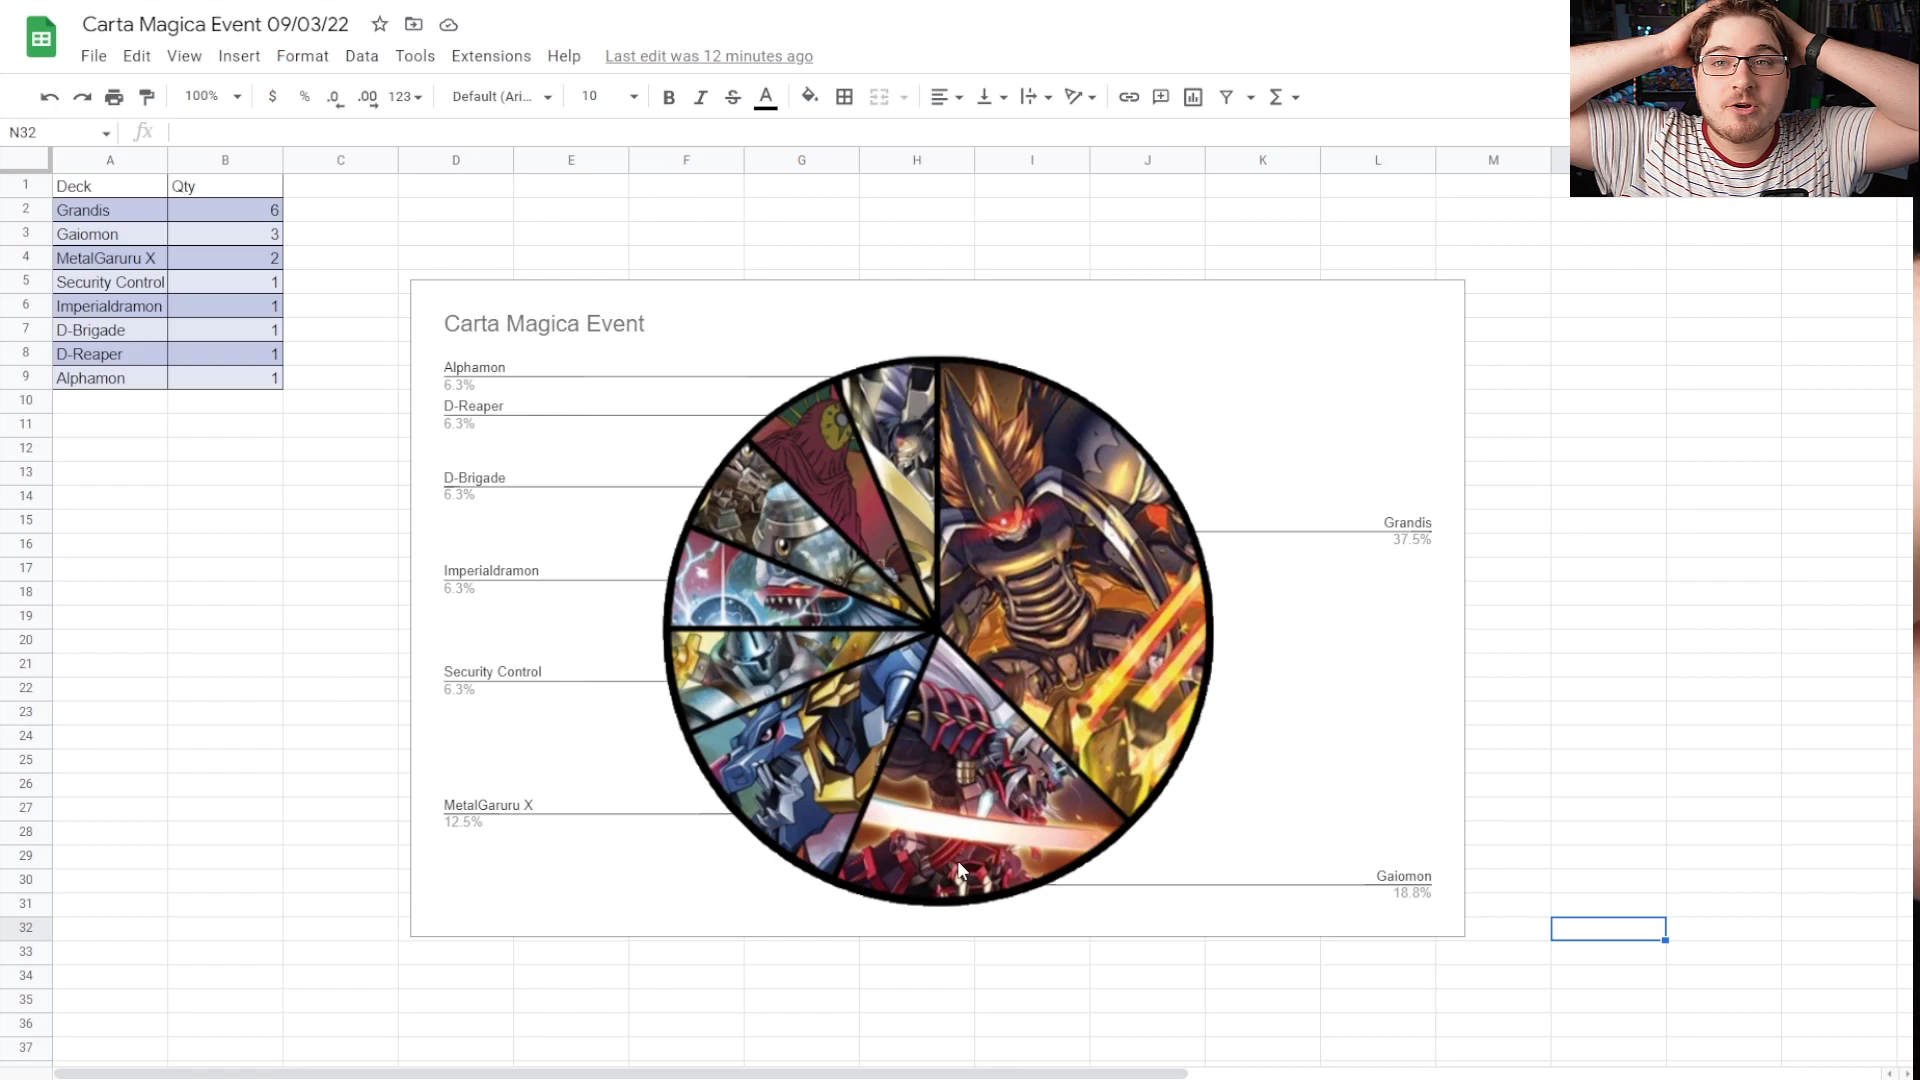 Carta Magica Event 09/03/22
File Edit View Insert Format Data Tools Extensions Help Last edit was 12 minutes ago
100% $ % .0 .00 123 Default (Ari... 10 B I S A Σ
N32 fx
A B C D E F G H I J K L M
1 Deck Qty
2 Grandis 6
3 Gaiomon 3
4 MetalGaruru X 2
5 Security Control 1
6 Imperialdramon 1
7 D-Brigade 1
8 D-Reaper 1
9 Alphamon 1
10
11
12
13
14
15
16
17
18
19
20
21
22
23
24
25
26
27
28
29
30
31
32
33
34
35
36
37
Carta Magica Event
Alphamon
6.3%
D-Reaper
6.3%
D-Brigade
6.3%
Imperialdramon
6.3%
Security Control
6.3%
MetalGaruru X
12.5%
Grandis
37.5%
Gaiomon
18.8%